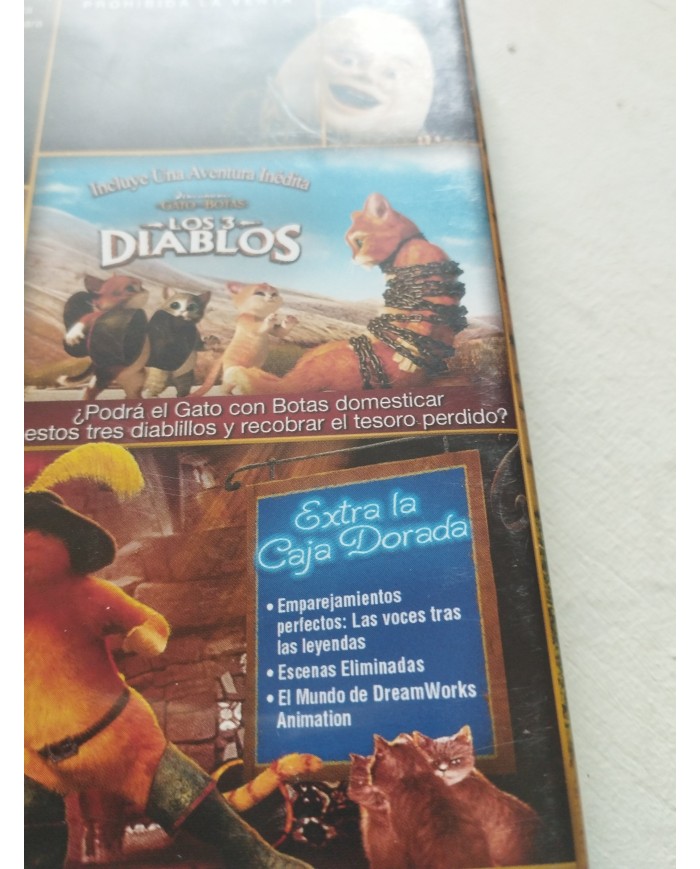 PROHIBIDA LA VENTA
Incluye Una Aventura Inédita
GATO BOTAS:
LOS 3
DIABLOS
¿Podrá el Gato con Botas domesticar
estos tres diablillos y recobrar el tesoro perdido?
Extra la
Caja Dorada
• Emparejamientos
perfectos: Las voces tras
las leyendas
• Escenas Eliminadas
• El Mundo de DreamWorks
Animation